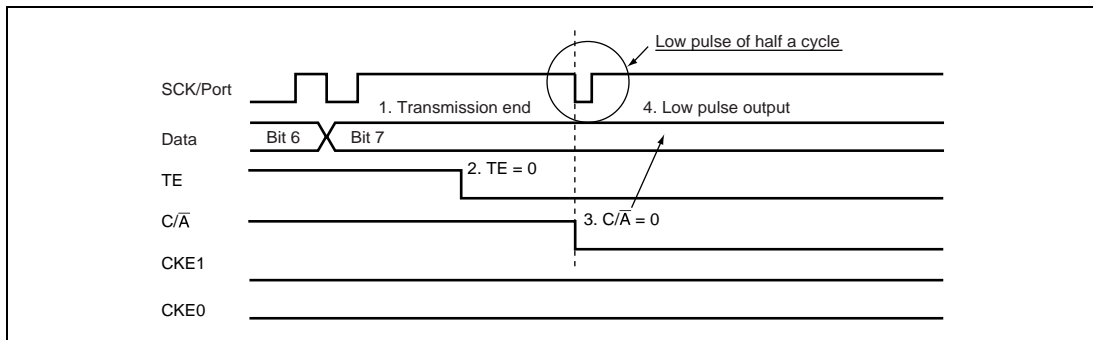 Low pulse of half a cycle
SCK/Port
1. Transmission end
4. Low pulse output
Data
Bit 6
Bit 7
TE
2. TE = 0
C/A̅
3. C/A̅ = 0
CKE1
CKE0